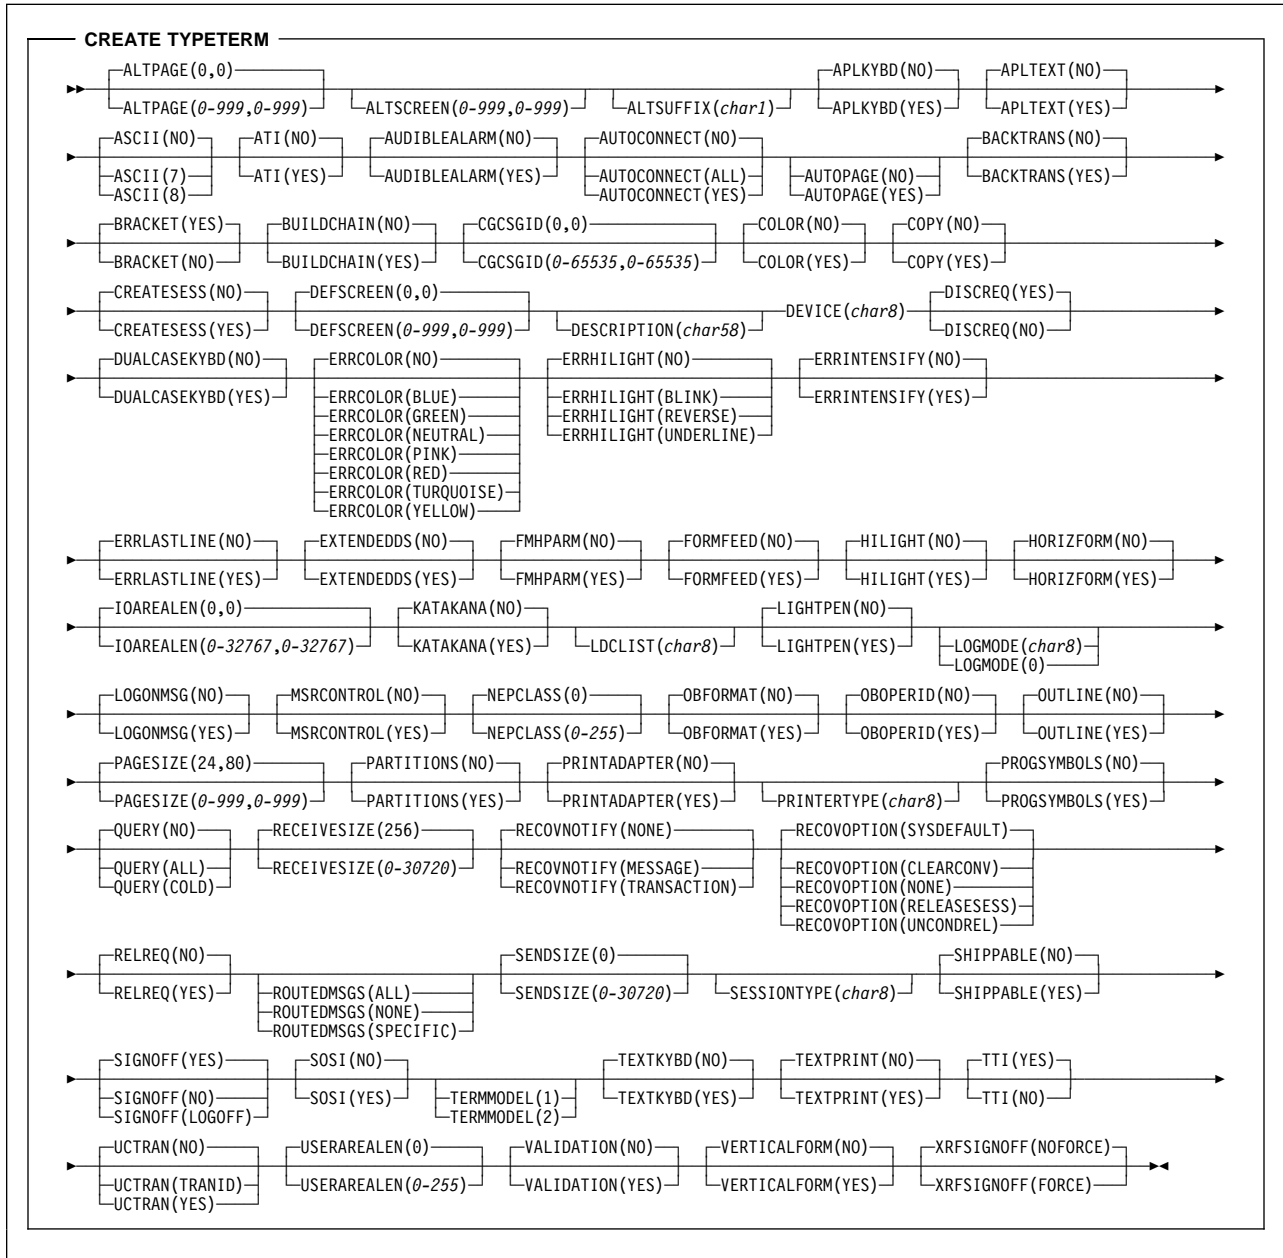 CREATE TYPETERM
ALTPAGE(0,0) APLKYBD(NO) APLTEXT(NO)
ALTPAGE(0-999,0-999) ALTSCREEN(0-999,0-999) ALTSUFFIX(char1) APLKYBD(YES) APLTEXT(YES)
ASCII(NO) ATI(NO) AUDIBLEALARM(NO) AUTOCONNECT(NO) BACKTRANS(NO)
ASCII(7) ATI(YES) AUDIBLEALARM(YES) AUTOCONNECT(ALL) AUTOPAGE(NO) BACKTRANS(YES)
ASCII(8) AUTOCONNECT(YES) AUTOPAGE(YES)
BRACKET(YES) BUILDCHAIN(NO) CGCSGID(0,0) COLOR(NO) COPY(NO)
BRACKET(NO) BUILDCHAIN(YES) CGCSGID(0-65535,0-65535) COLOR(YES) COPY(YES)
CREATESESS(NO) DEFSCREEN(0,0) DEVICE(char8) DISCREQ(YES)
CREATESESS(YES) DEFSCREEN(0-999,0-999) DESCRIPTION(char58) DISCREQ(NO)
DUALCASEKYBD(NO) ERRCOLOR(NO) ERRHILIGHT(NO) ERRINTENSIFY(NO)
DUALCASEKYBD(YES) ERRCOLOR(BLUE) ERRHILIGHT(BLINK) ERRINTENSIFY(YES)
ERRCOLOR(GREEN) ERRHILIGHT(REVERSE)
ERRCOLOR(NEUTRAL) ERRHILIGHT(UNDERLINE)
ERRCOLOR(PINK)
ERRCOLOR(RED)
ERRCOLOR(TURQUOISE)
ERRCOLOR(YELLOW)
ERRLASTLINE(NO) EXTENDEDDS(NO) FMHPARM(NO) FORMFEED(NO) HILIGHT(NO) HORIZFORM(NO)
ERRLASTLINE(YES) EXTENDEDDS(YES) FMHPARM(YES) FORMFEED(YES) HILIGHT(YES) HORIZFORM(YES)
IOAREALEN(0,0) KATAKANA(NO) LIGHTPEN(NO)
IOAREALEN(0-32767,0-32767) KATAKANA(YES) LDCLIST(char8) LIGHTPEN(YES) LOGMODE(char8)
LOGMODE(0)
LOGONMSG(NO) MSRCONTROL(NO) NEPCLASS(0) OBFORMAT(NO) OBOPERID(NO) OUTLINE(NO)
LOGONMSG(YES) MSRCONTROL(YES) NEPCLASS(0-255) OBFORMAT(YES) OBOPERID(YES) OUTLINE(YES)
PAGESIZE(24,80) PARTITIONS(NO) PRINTADAPTER(NO) PROGSYMBOLS(NO)
PAGESIZE(0-999,0-999) PARTITIONS(YES) PRINTADAPTER(YES) PRINTERTYPE(char8) PROGSYMBOLS(YES)
QUERY(NO) RECEIVESIZE(256) RECOVNOTIFY(NONE) RECOVOPTION(SYSDEFAULT)
QUERY(ALL) RECEIVESIZE(0-30720) RECOVNOTIFY(MESSAGE) RECOVOPTION(CLEARCONV)
QUERY(COLD) RECOVNOTIFY(TRANSACTION) RECOVOPTION(NONE)
RECOVOPTION(RELEASESESS)
RECOVOPTION(UNCONDREL)
RELREQ(NO) SENDSIZE(0) SHIPPABLE(NO)
RELREQ(YES) ROUTEDMSGS(ALL) SENDSIZE(0-30720) SESSIONTYPE(char8) SHIPPABLE(YES)
ROUTEDMSGS(NONE)
ROUTEDMSGS(SPECIFIC)
SIGNOFF(YES) SOSI(NO) TEXTKYBD(NO) TEXTPRINT(NO) TTI(YES)
SIGNOFF(NO) SOSI(YES) TERMMODEL(1) TEXTKYBD(YES) TEXTPRINT(YES) TTI(NO)
SIGNOFF(LOGOFF) TERMMODEL(2)
UCTRAN(NO) USERAREALEN(0) VALIDATION(NO) VERTICALFORM(NO) XRFSIGNOFF(NOFORCE)
UCTRAN(TRANID) USERAREALEN(0-255) VALIDATION(YES) VERTICALFORM(YES) XRFSIGNOFF(FORCE)
UCTRAN(YES)